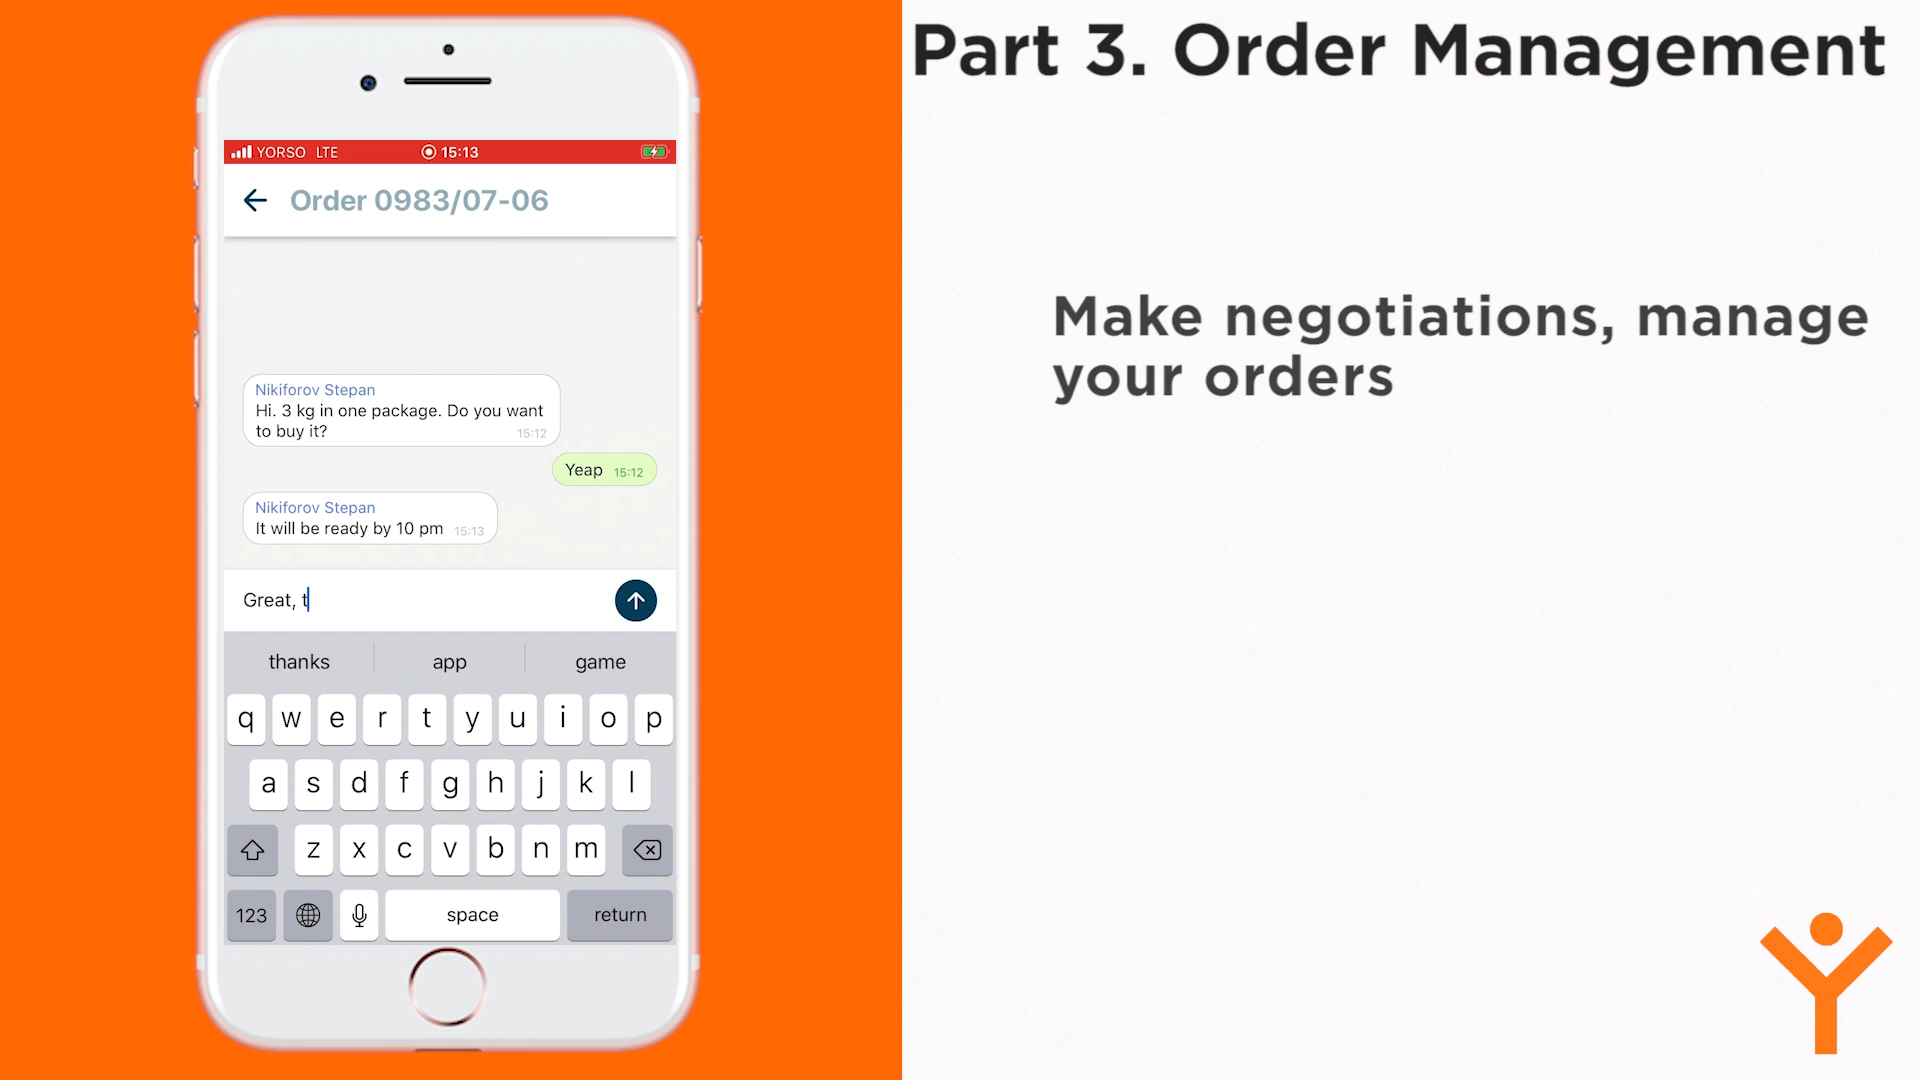 Part 3. Order Management
Make negotiations, manage
your orders
YORSO LTE
15:13
Order 0983/07-06
Nikiforov Stepan
Hi. 3 kg in one package. Do you want
to buy it?
15:12
Yeap 15:12
Nikiforov Stepan
It will be ready by 10 pm 15:13
Great, t
thanks app game
q w e r t y u i o p
a s d f g h j k l
z x c v b n m
123 space return